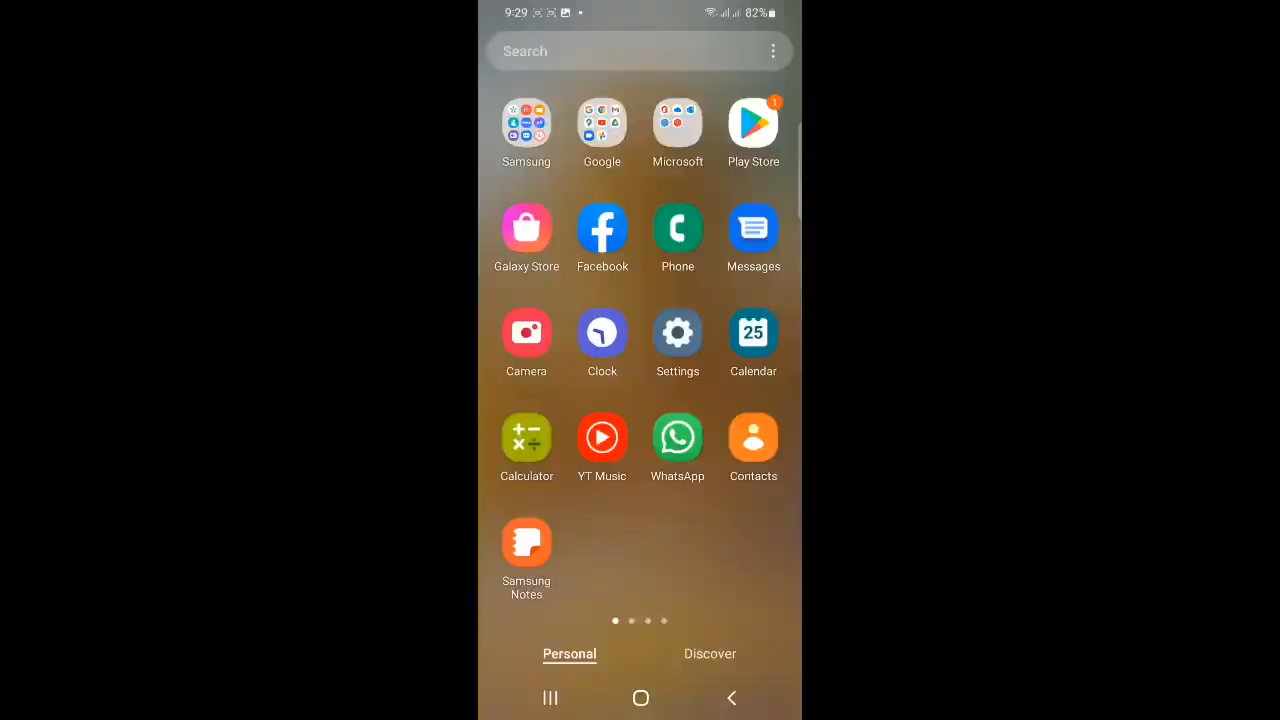 9:29 82%
Search
1
Samsung Google Microsoft Play Store
Galaxy Store Facebook Phone Messages
25
Camera Clock Settings Calendar
Calculator YT Music WhatsApp Contacts
Samsung
Notes
Personal Discover